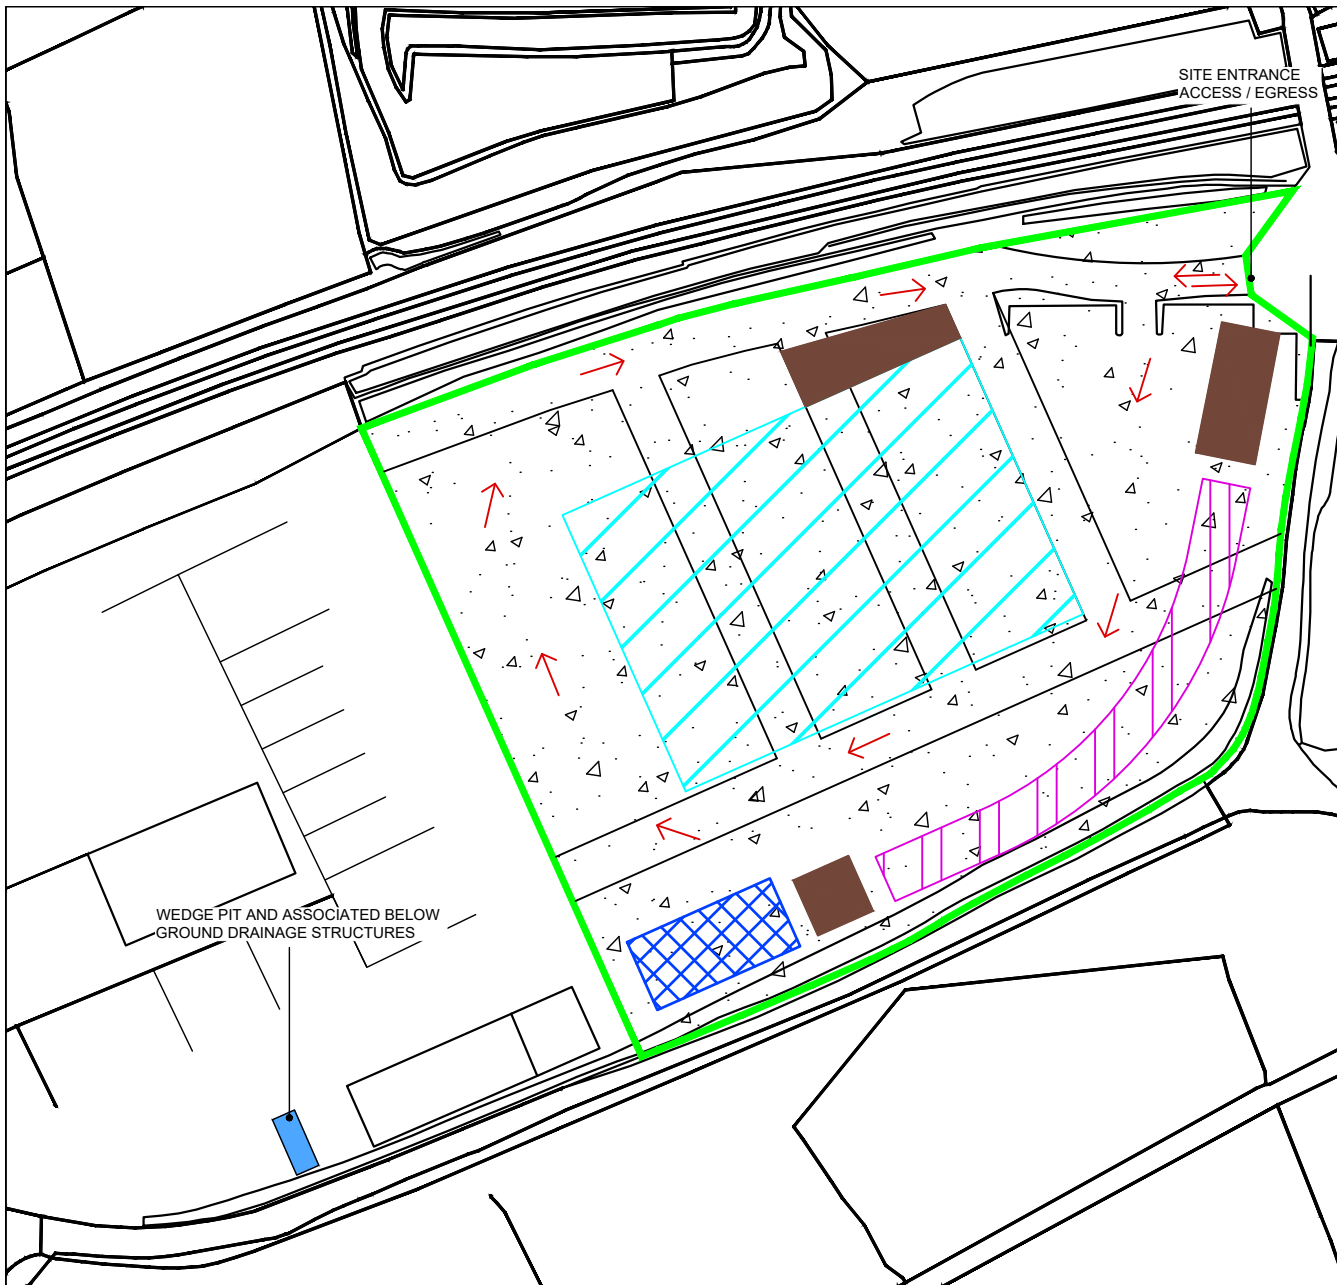 SITE ENTRANCE
ACCESS / EGRESS
WEDGE PIT AND ASSOCIATED BELOW
GROUND DRAINAGE STRUCTURES